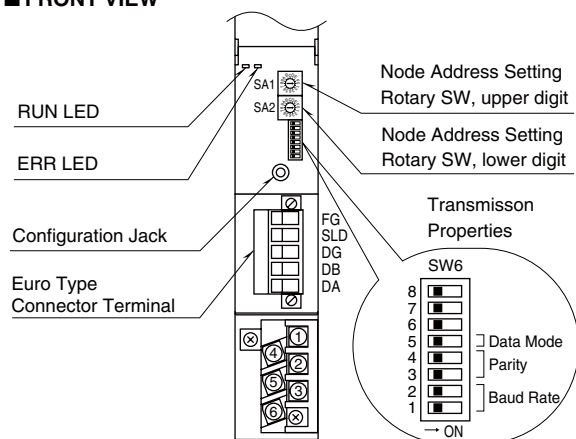 ■FRONT VIEW
RUN LED
ERR LED
Configuration Jack
Euro Type
Connector Terminal
SA1
SA2
FG
SLD
DG
DB
DA
1
2
3
4
5
6
Node Address Setting
Rotary SW, upper digit
Node Address Setting
Rotary SW, lower digit
Transmisson
Properties
SW6
8
7
6
5 Data Mode
4
3
Parity
2
1
Baud Rate
→ ON